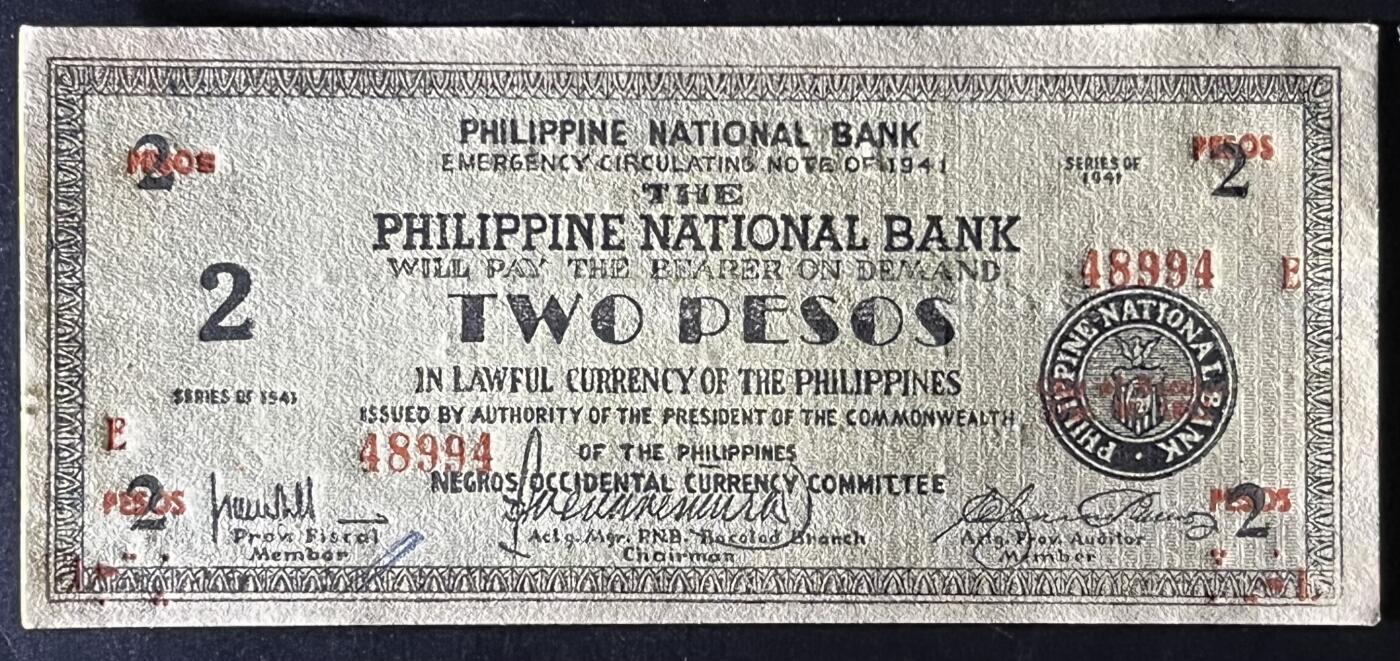 PHILIPPINE NATIONAL BANK
EMERGENCY CIRCULATING NOTE OF 1941
2 PESOS
SERIES OF 1941
PESOS 2
THE
PHILIPPINE NATIONAL BANK
WILL PAY THE BEARER ON DEMAND
48994 E
2
TWO PESOS
PHILIPPINE NATIONAL BANK
IN LAWFUL CURRENCY OF THE PHILIPPINES
SERIES OF 1941
ISSUED BY AUTHORITY OF THE PRESIDENT OF THE COMMONWEALTH
E
48994
OF THE PHILIPPINES
NEGROS OCCIDENTAL CURRENCY COMMITTEE
PESOS 2
PESOS 2
Prov. Fiscal
Member
Actg. Mgr. PNB. Bacolod Branch
Chairman
Actg. Prov. Auditor
Member